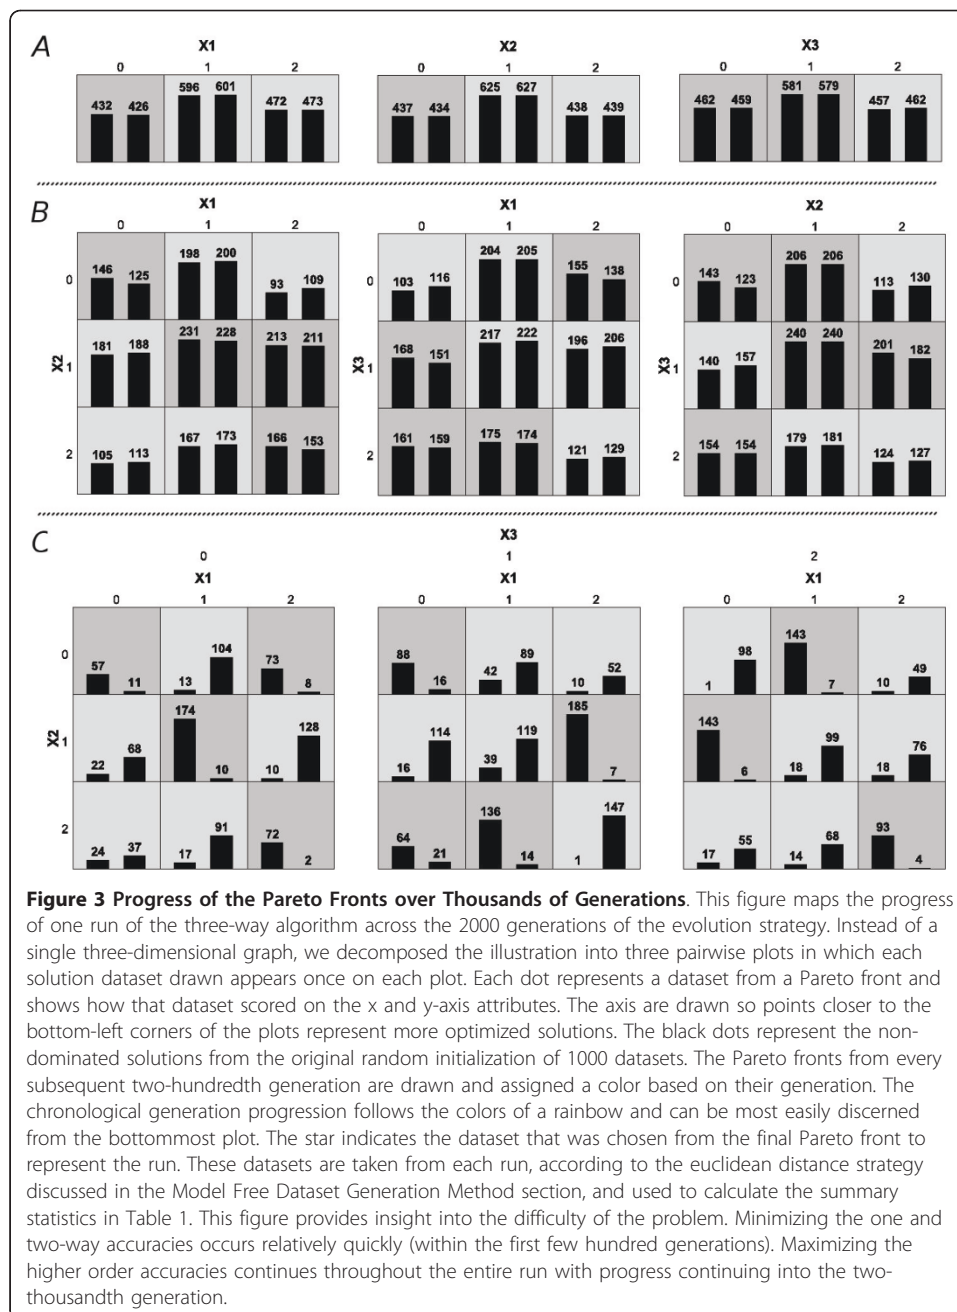 A
X1
0 1 2
432 426 596 601 472 473
X2
0 1 2
437 434 625 627 438 439
X3
0 1 2
462 459 581 579 457 462
B
X1
0 1 2
X2
0 146 125 198 200 93 109
1 181 188 231 228 213 211
2 105 113 167 173 166 153
X1
0 1 2
X3
0 103 116 204 205 155 138
1 168 151 217 222 196 206
2 161 159 175 174 121 129
X2
0 1 2
X3
0 143 123 206 206 113 130
1 140 157 240 240 201 182
2 154 154 179 181 124 127
C
X3
0 1 2
X1 X1 X1
0 1 2 0 1 2 0 1 2
X2
0 57 11 13 104 73 8 88 16 42 89 10 52 1 98 143 7 10 49
1 22 68 174 10 10 128 16 114 39 119 185 7 143 6 18 99 18 76
2 24 37 17 91 72 2 64 21 136 14 1 147 17 55 14 68 93 4
Figure 3 Progress of the Pareto Fronts over Thousands of Generations. This figure maps the progress
of one run of the three-way algorithm across the 2000 generations of the evolution strategy. Instead of a
single three-dimensional graph, we decomposed the illustration into three pairwise plots in which each
solution dataset drawn appears once on each plot. Each dot represents a dataset from a Pareto front and
shows how that dataset scored on the x and y-axis attributes. The axis are drawn so points closer to the
bottom-left corners of the plots represent more optimized solutions. The black dots represent the non-
dominated solutions from the original random initialization of 1000 datasets. The Pareto fronts from every
subsequent two-hundredth generation are drawn and assigned a color based on their generation. The
chronological generation progression follows the colors of a rainbow and can be most easily discerned
from the bottommost plot. The star indicates the dataset that was chosen from the final Pareto front to
represent the run. These datasets are taken from each run, according to the euclidean distance strategy
discussed in the Model Free Dataset Generation Method section, and used to calculate the summary
statistics in Table 1. This figure provides insight into the difficulty of the problem. Minimizing the one and
two-way accuracies occurs relatively quickly (within the first few hundred generations). Maximizing the
higher order accuracies continues throughout the entire run with progress continuing into the two-
thousandth generation.